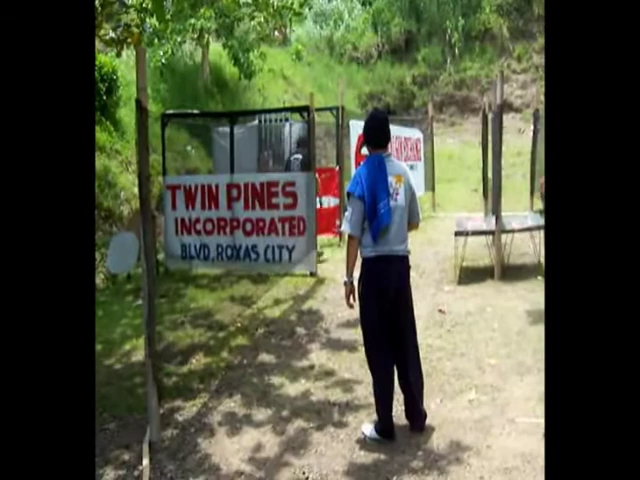 TWIN PINES
INCORPORATED
BLVD, ROXAS CITY